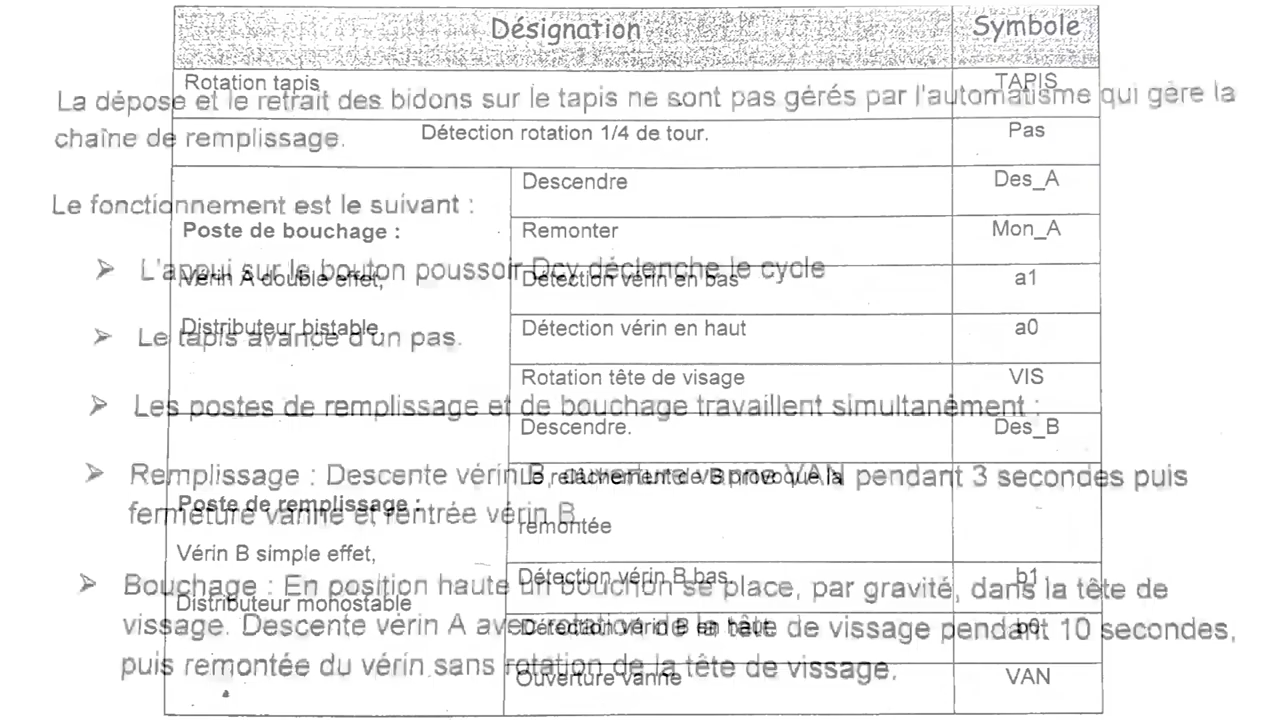 Désignation Symbole
Rotation tapis TAPIS
La dépose et le retrait des bidons sur le tapis ne sont pas gérés par l'automatisme qui gère la
chaîne de remplissage.
Détection rotation 1/4 de tour. Pas
Descendre Des_A
Le fonctionnement est le suivant :
Poste de bouchage : Remonter Mon_A
L'appui sur le bouton poussoir Dcy déclenche le cycle
Vérin A double effet, Détection vérin en bas a1
Distributeur bistable, Détection vérin en haut a0
Le tapis avance d'un pas.
Rotation tête de visage VIS
Les postes de remplissage et de bouchage travaillent simultanément :
Descendre. Des_B
Remplissage : Descente vérin B, ouverture vanne VAN pendant 3 secondes puis
Le relâchement de B provoque la
Poste de remplissage :
fermeture vanne et rentrée vérin B
remontée
Vérin B simple effet,
Détection vérin B bas. b1
Bouchage : En position haute un bouchon se place, par gravité, dans la tête de
Distributeur monostable
vissage. Descente vérin A avec rotation de la tête de vissage pendant 10 secondes,
Détection vérin B en haut. b0
puis remontée du vérin sans rotation de la tête de vissage.
Ouverture vanne VAN